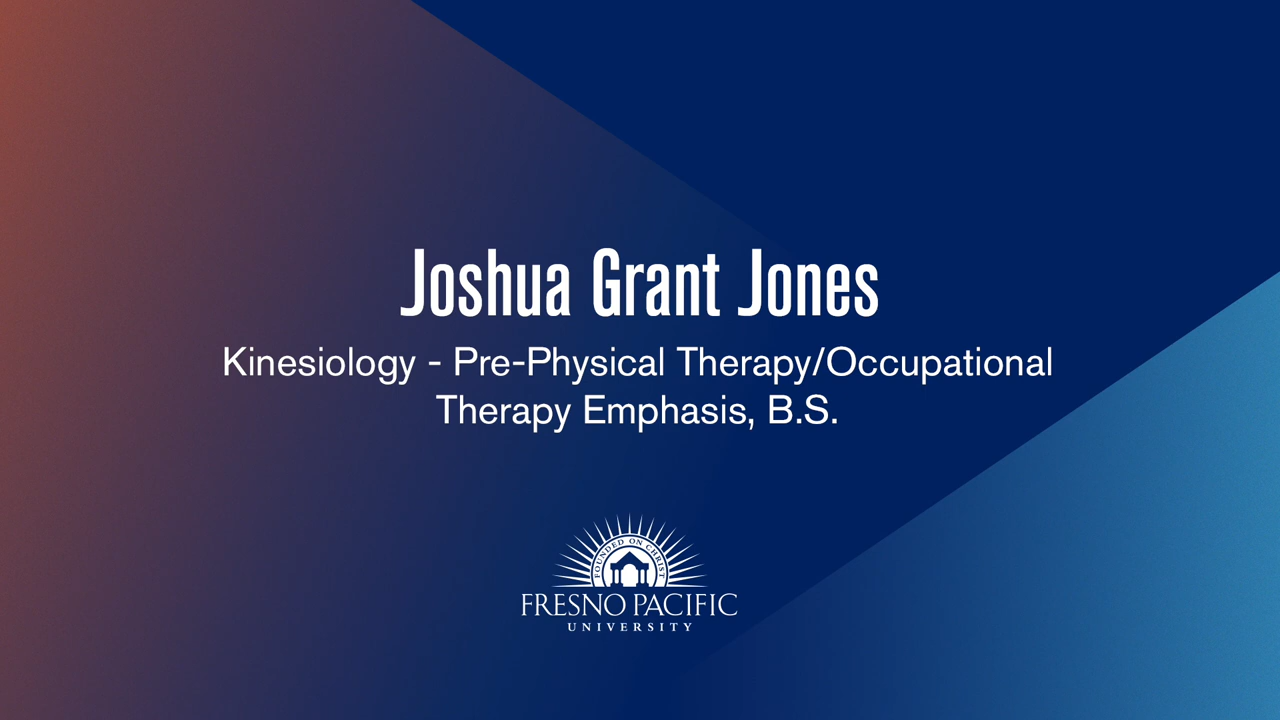 Joshua Grant Jones
Kinesiology - Pre-Physical Therapy/Occupational
Therapy Emphasis, B.S.
FOUNDED ON CHRIST
FRESNO PACIFIC
UNIVERSITY